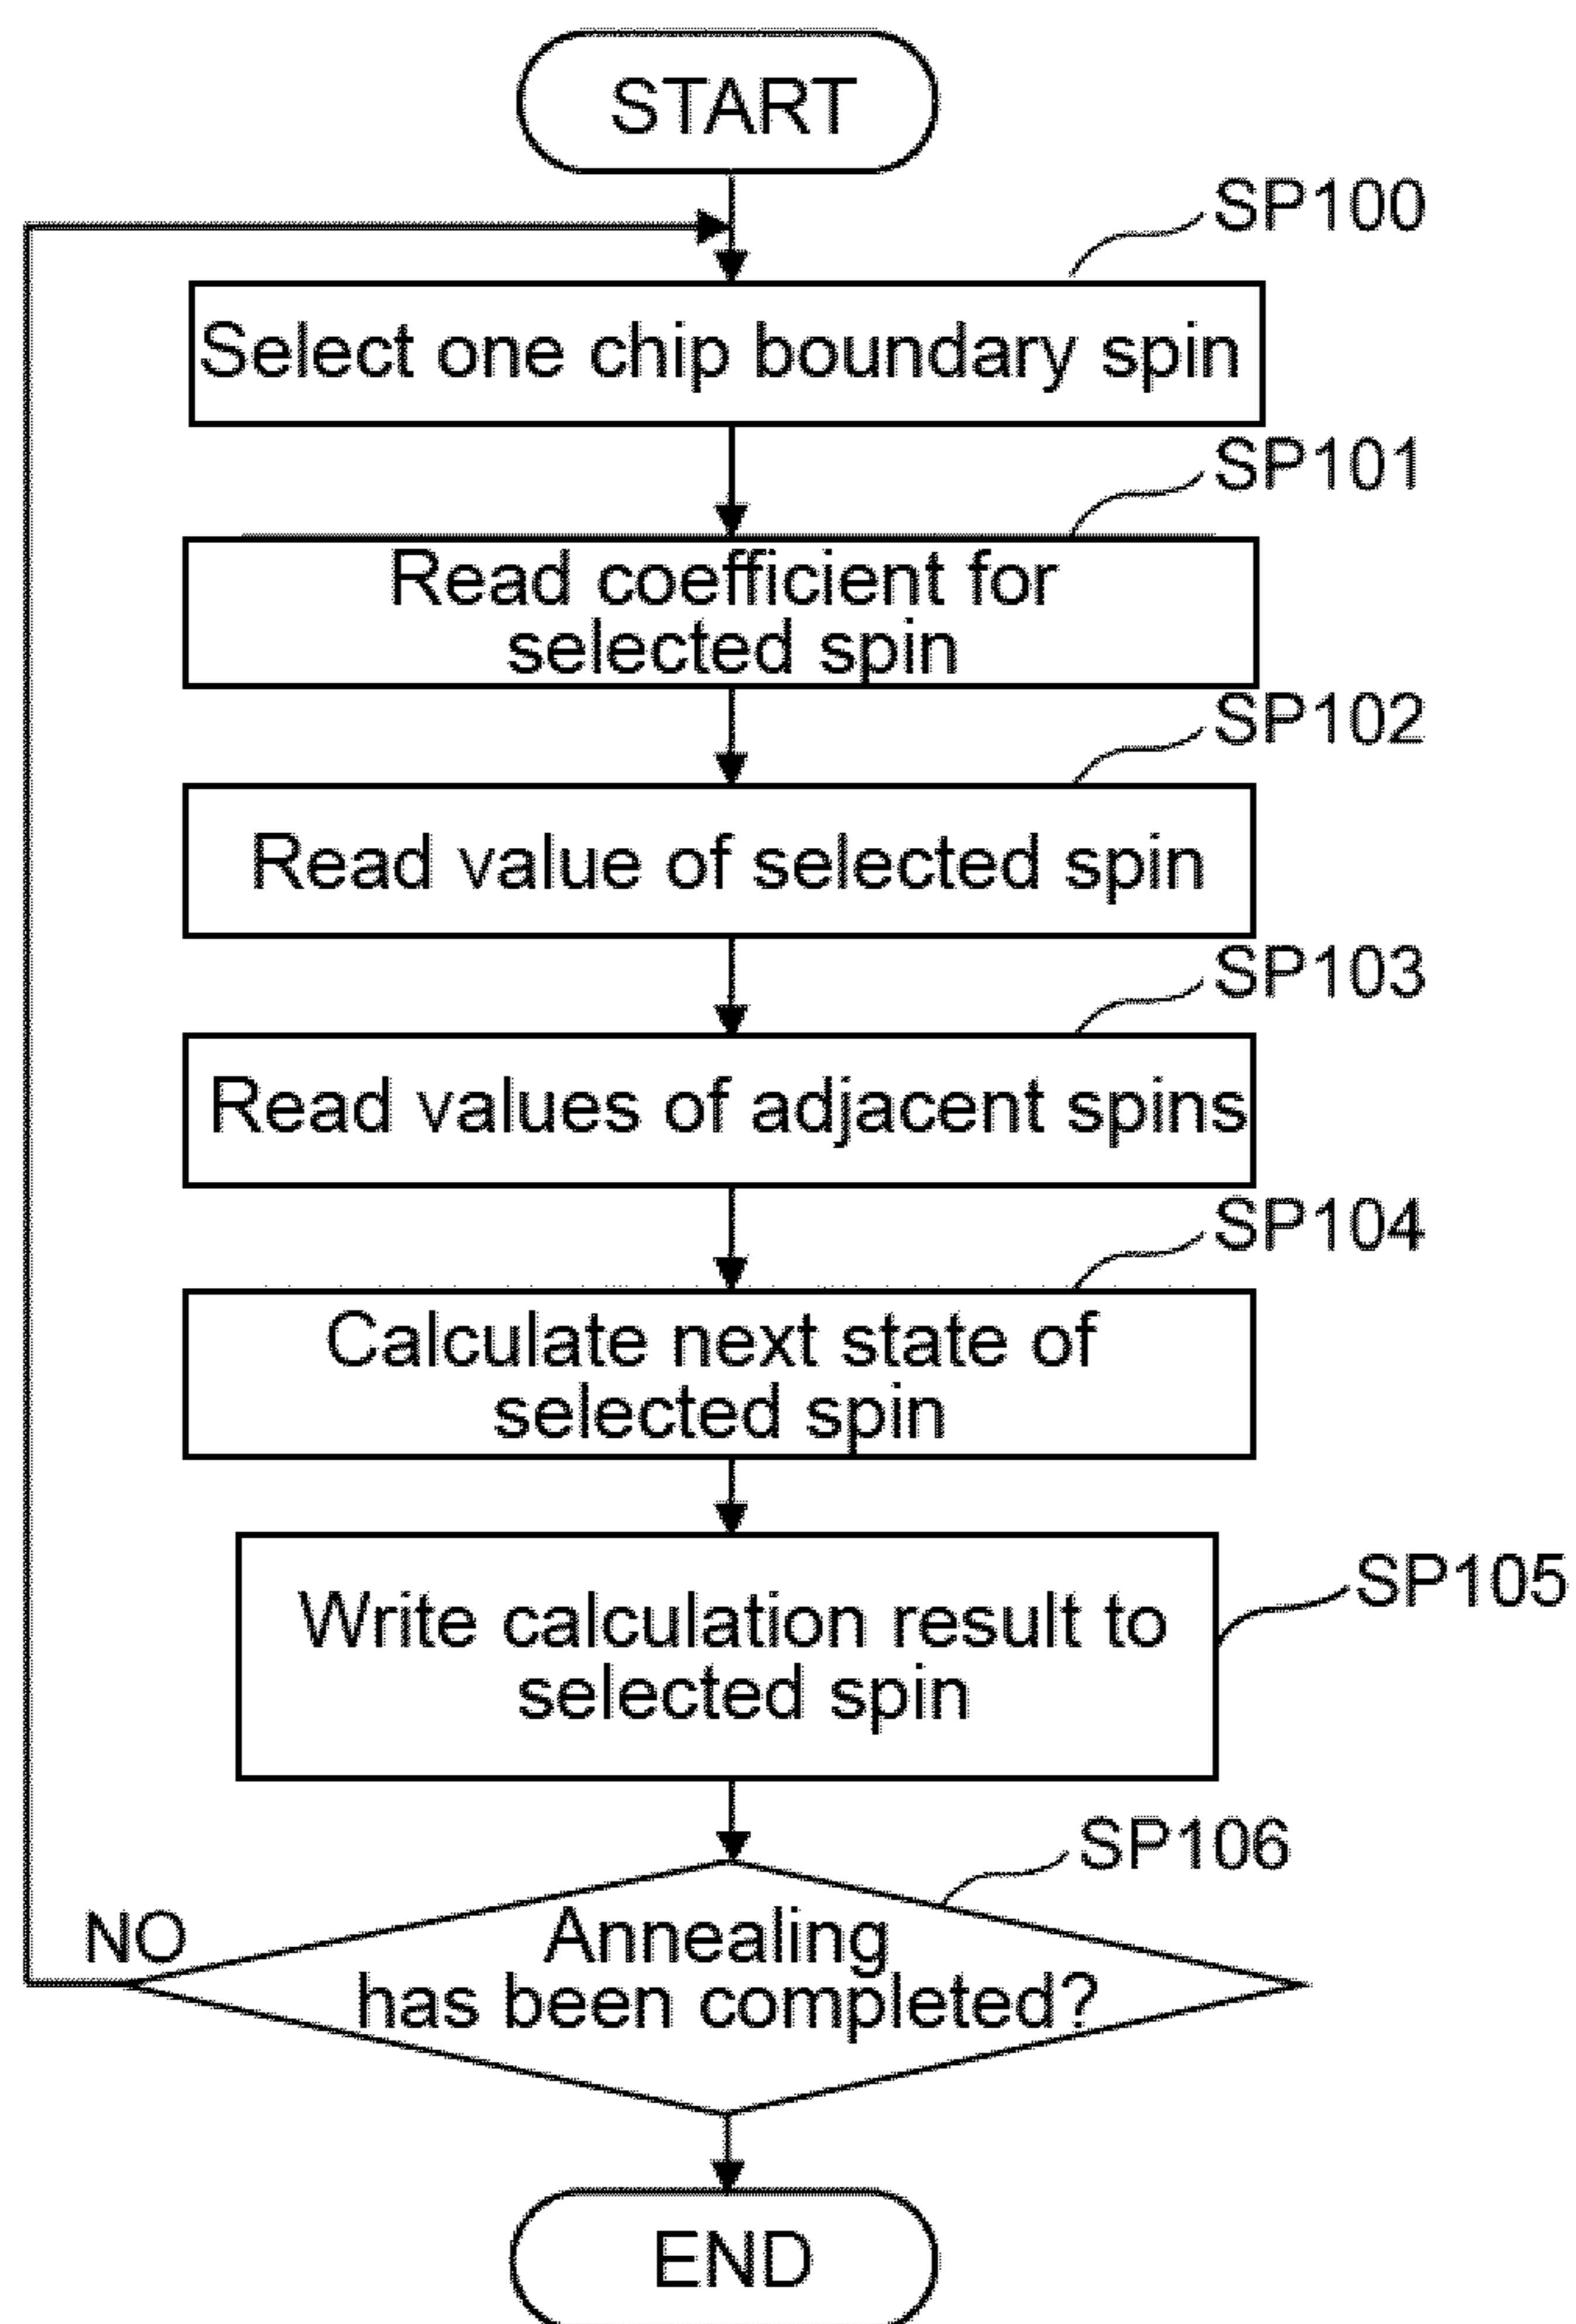 START
SP100
Select one chip boundary spin
SP101
Read coefficient for
selected spin
SP102
Read value of selected spin
SP103
Read values of adjacent spins
SP104
Calculate next state of
selected spin
SP105
Write calculation result to
selected spin
SP106
NO
Annealing
has been completed?
END